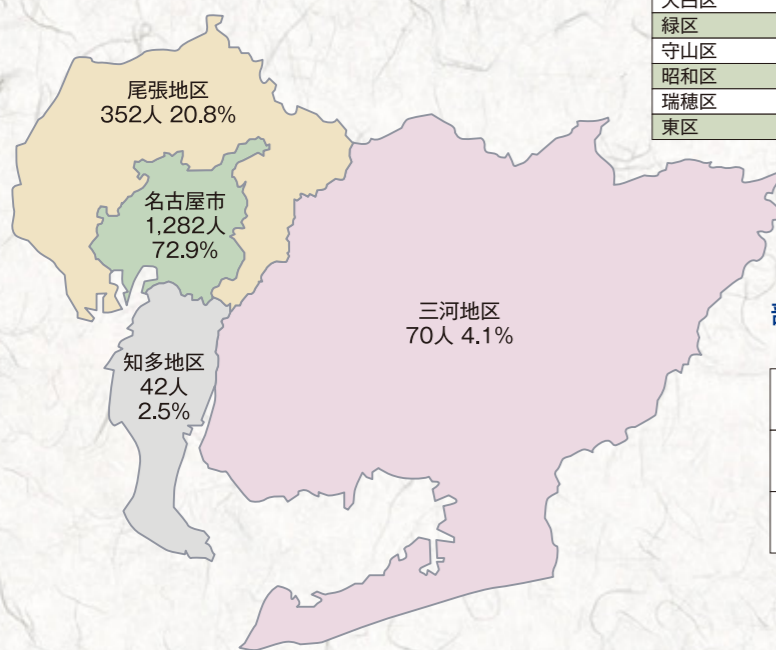 緑区
守山区
昭和区
瑞穂区
東区
尾張地区
352人 20.8%
名古屋市
1,282人
72.9%
三河地区
70人 4.1%
知多地区
42人
2.5%